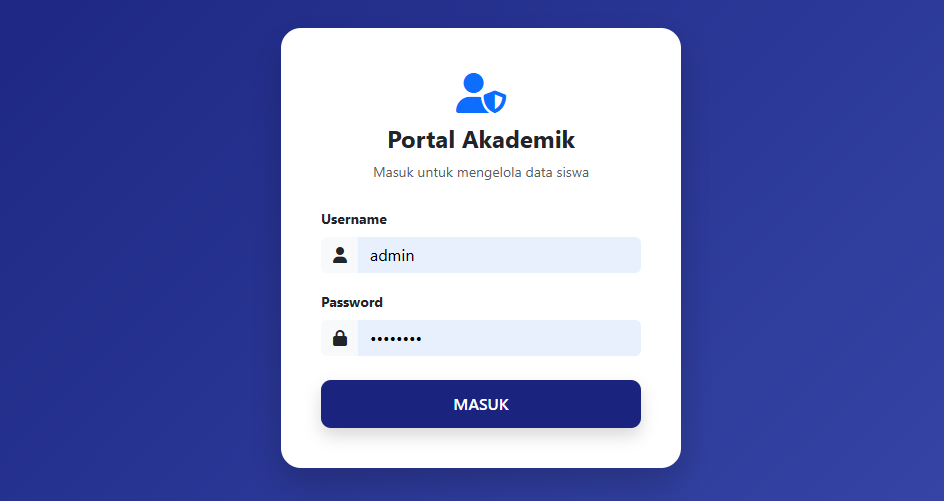 Portal Akademik
Masuk untuk mengelola data siswa
Username
admin
Password
••••••••
MASUK